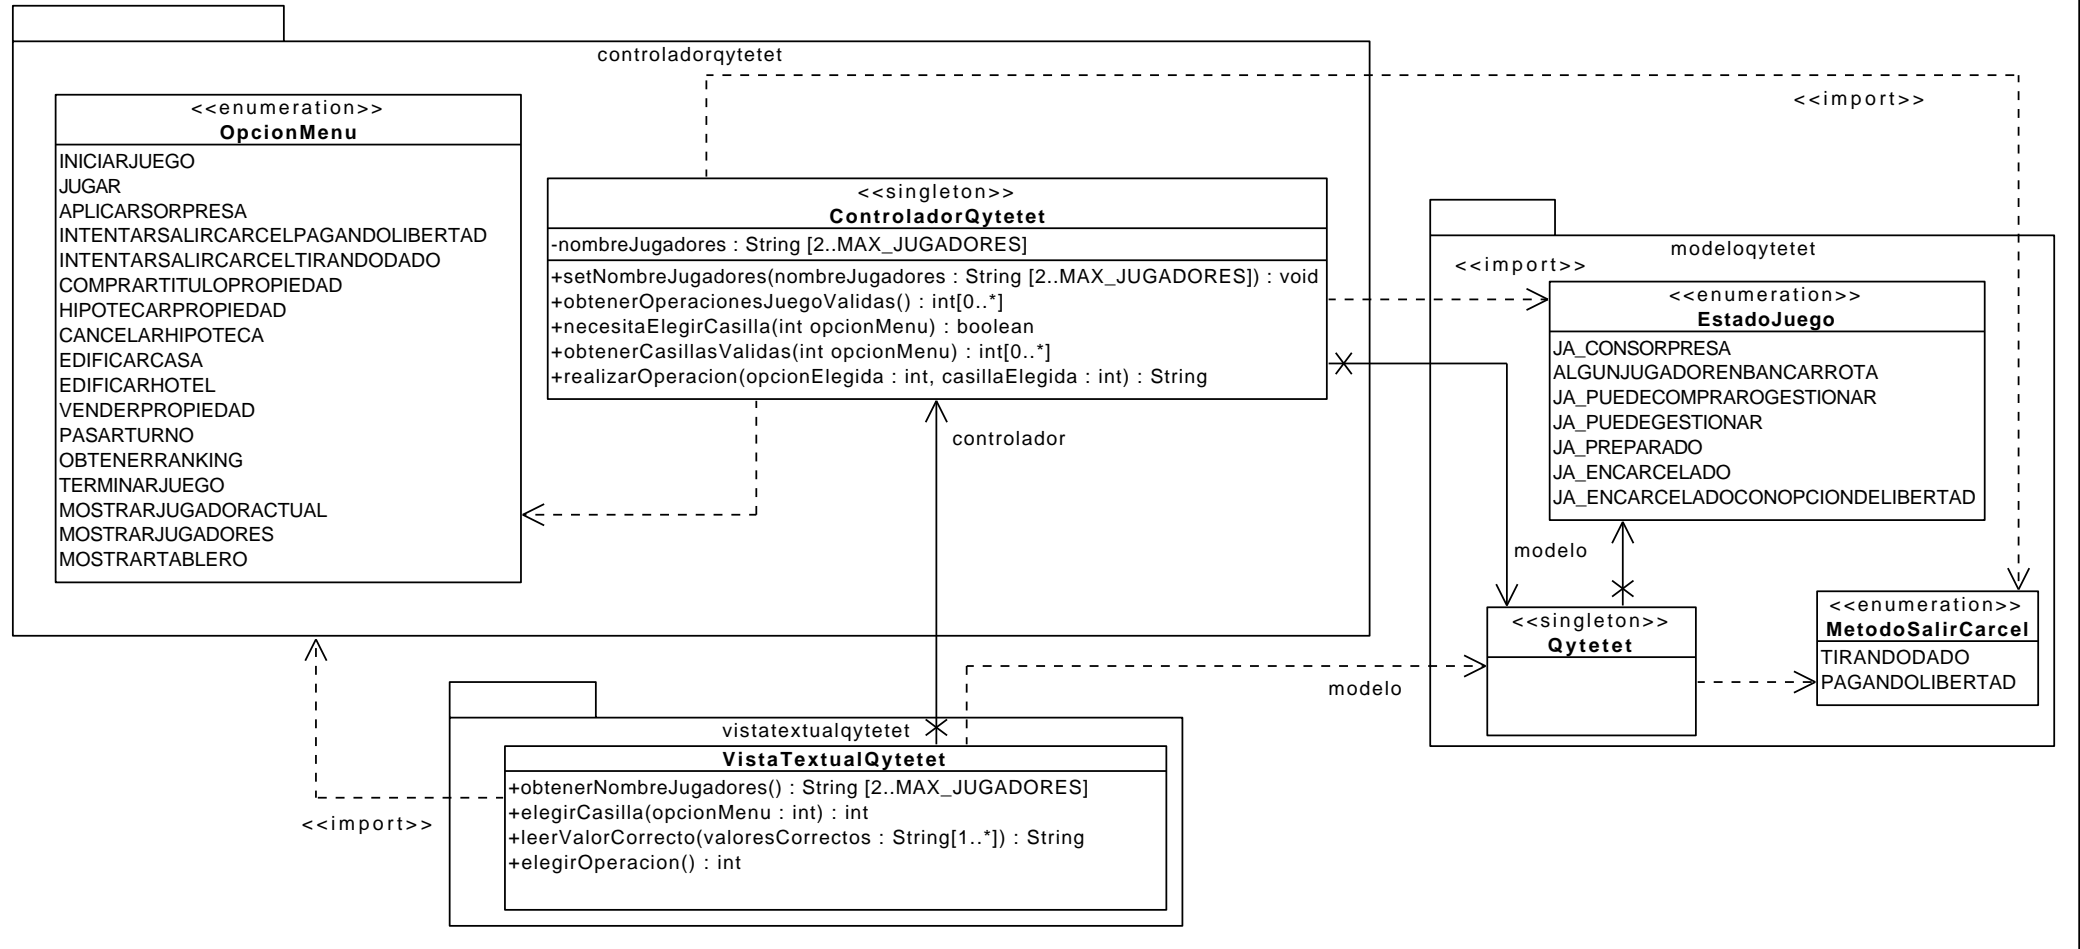 controladorqytetet
<<import>>
<<enumeration>>
OpcionMenu
INICIARJUEGO
JUGAR
APLICARSORPRESA
INTENTARSALIRCARCELPAGANDOLIBERTAD
INTENTARSALIRCARCELTIRANDODADO
COMPRARTITULOPROPIEDAD
HIPOTECARPROPIEDAD
CANCELARHIPOTECA
EDIFICARCASA
EDIFICARHOTEL
VENDERPROPIEDAD
PASARTURNO
OBTENERRANKING
TERMINARJUEGO
MOSTRARJUGADORACTUAL
MOSTRARJUGADORES
MOSTRARTABLERO
<<singleton>>
ControladorQytetet
-nombreJugadores : String [2..MAX_JUGADORES]
+setNombreJugadores(nombreJugadores : String [2..MAX_JUGADORES]) : void
+obtenerOperacionesJuegoValidas() : int[0..*]
+necesitaElegirCasilla(int opcionMenu) : boolean
+obtenerCasillasValidas(int opcionMenu) : int[0..*]
+realizarOperacion(opcionElegida : int, casillaElegida : int) : String
controlador
modeloqytetet
<<import>>
<<enumeration>>
EstadoJuego
JA_CONSORPRESA
ALGUNJUGADORENBANCARROTA
JA_PUEDECOMPRAROGESTIONAR
JA_PUEDEGESTIONAR
JA_PREPARADO
JA_ENCARCELADO
JA_ENCARCELADOCONOPCIONDELIBERTAD
modelo
<<singleton>>
Qytetet
<<enumeration>>
MetodoSalirCarcel
TIRANDODADO
PAGANDOLIBERTAD
modelo
vistatextualqytetet
VistaTextualQytetet
+obtenerNombreJugadores() : String [2..MAX_JUGADORES]
+elegirCasilla(opcionMenu : int) : int
+leerValorCorrecto(valoresCorrectos : String[1..*]) : String
+elegirOperacion() : int
<<import>>